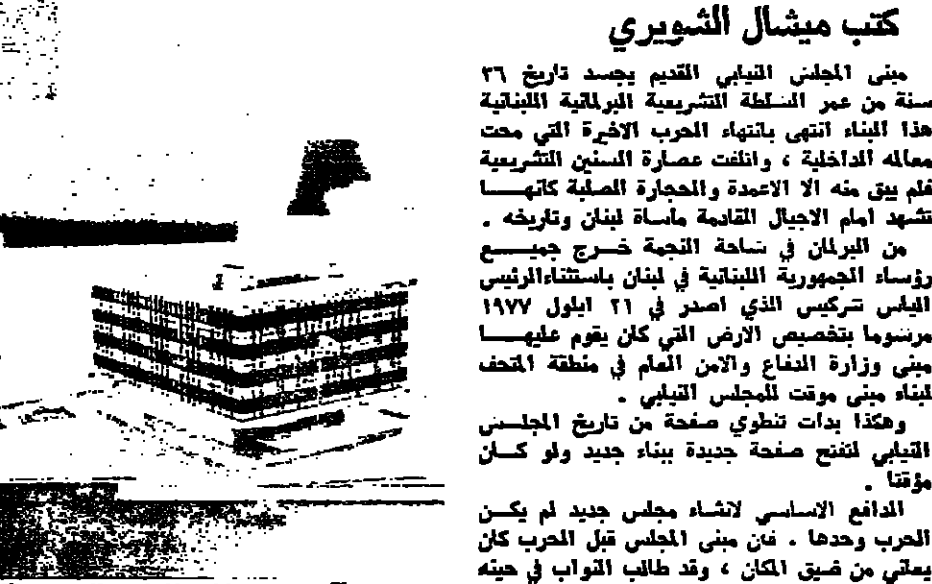 كتب ميشال الشويري
مبنى المجلس النيابي القديم يجسد تاريخ ٣٦
سنة من عمر السلطة التشريعية البرلمانية اللبنانية
هذا البناء انتهى بانتهاء الحرب الاخيرة التي محت
معالمه الداخلية ، واتلفت عصارة السنين التشريعية
فلم يبق منه الا الاعمدة والحجارة الصلبة كانهــا
تشهد امام الاجيال القادمة ماساة لبنان وتاريخه .
من البرلمان في ساحة النجمة خــرج جميــع
رؤساء الجمهورية اللبنانية في لبنان باستثناءالرئيس
الياس سركيس الذي اصدر في ٢١ ايلول ١٩٧٧
مرسوما بتخصيص الارض التي كان يقوم عليهــا
مبنى وزارة الدفاع والامن العام في منطقة المتحف
لبناء مبنى موقت للمجلس النيابي .
وهكذا بدات تنطوي صفحة من تاريخ المجلــس
النيابي لتفتح صفحة جديدة ببناء جديد ولو كــان
مؤقتا .
الدافع الاساسي لانشاء مجلس جديد لم يكــن
الحرب وحدها . فان مبنى المجلس قبل الحرب كان
يعاني من ضيق المكان ، وقد طالب النواب في حينه